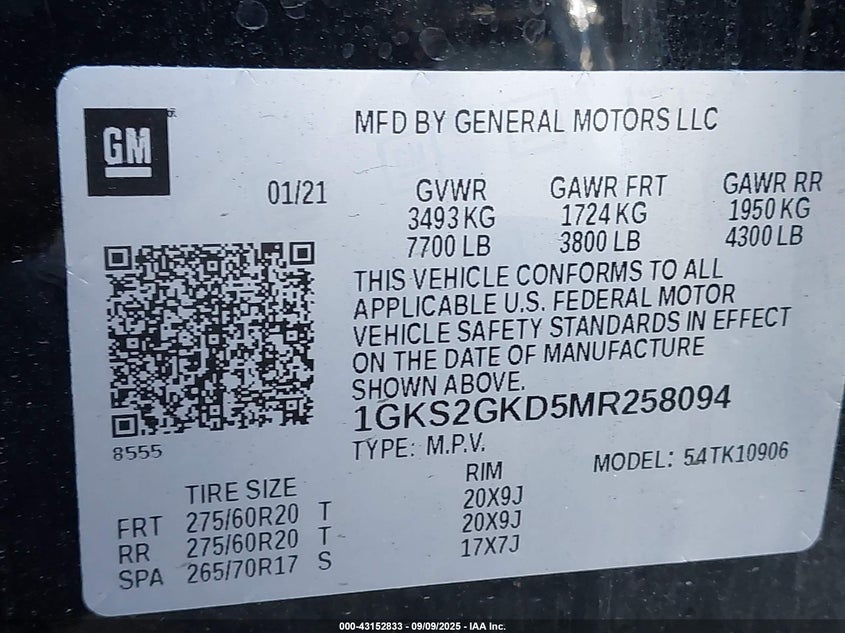 GM
MFD BY GENERAL MOTORS LLC
01/21 GVWR GAWR FRT GAWR RR
3493 KG 1724 KG 1950 KG
7700 LB 3800 LB 4300 LB
THIS VEHICLE CONFORMS TO ALL
APPLICABLE U.S. FEDERAL MOTOR
VEHICLE SAFETY STANDARDS IN EFFECT
ON THE DATE OF MANUFACTURE
SHOWN ABOVE.
1GKS2GKD5MR258094
8555
TYPE: M.P.V. MODEL: 54TK10906
TIRE SIZE RIM
FRT 275/60R20 T 20X9J
RR 275/60R20 T 20X9J
SPA 265/70R17 S 17X7J
000-43152833 - 09/09/2025 - IAA Inc.